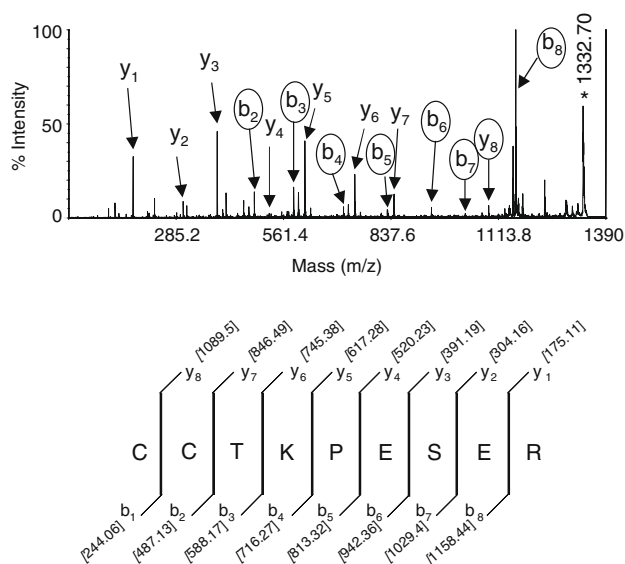 100
50
0
% Intensity
y1
y2
y3
b2
y4
b3
y5
b4
y6
b5
y7
b6
b7
y8
b8
* 1332.70
285.2 561.4 837.6 1113.8 1390
Mass (m/z)
[1089.5] [846.49] [745.38] [617.28] [520.23] [391.19] [304.16] [175.11]
y8 y7 y6 y5 y4 y3 y2 y1
C C T K P E S E R
b1 b2 b3 b4 b5 b6 b7 b8
[244.06] [487.13] [588.17] [716.27] [813.32] [942.36] [1029.4] [1158.44]